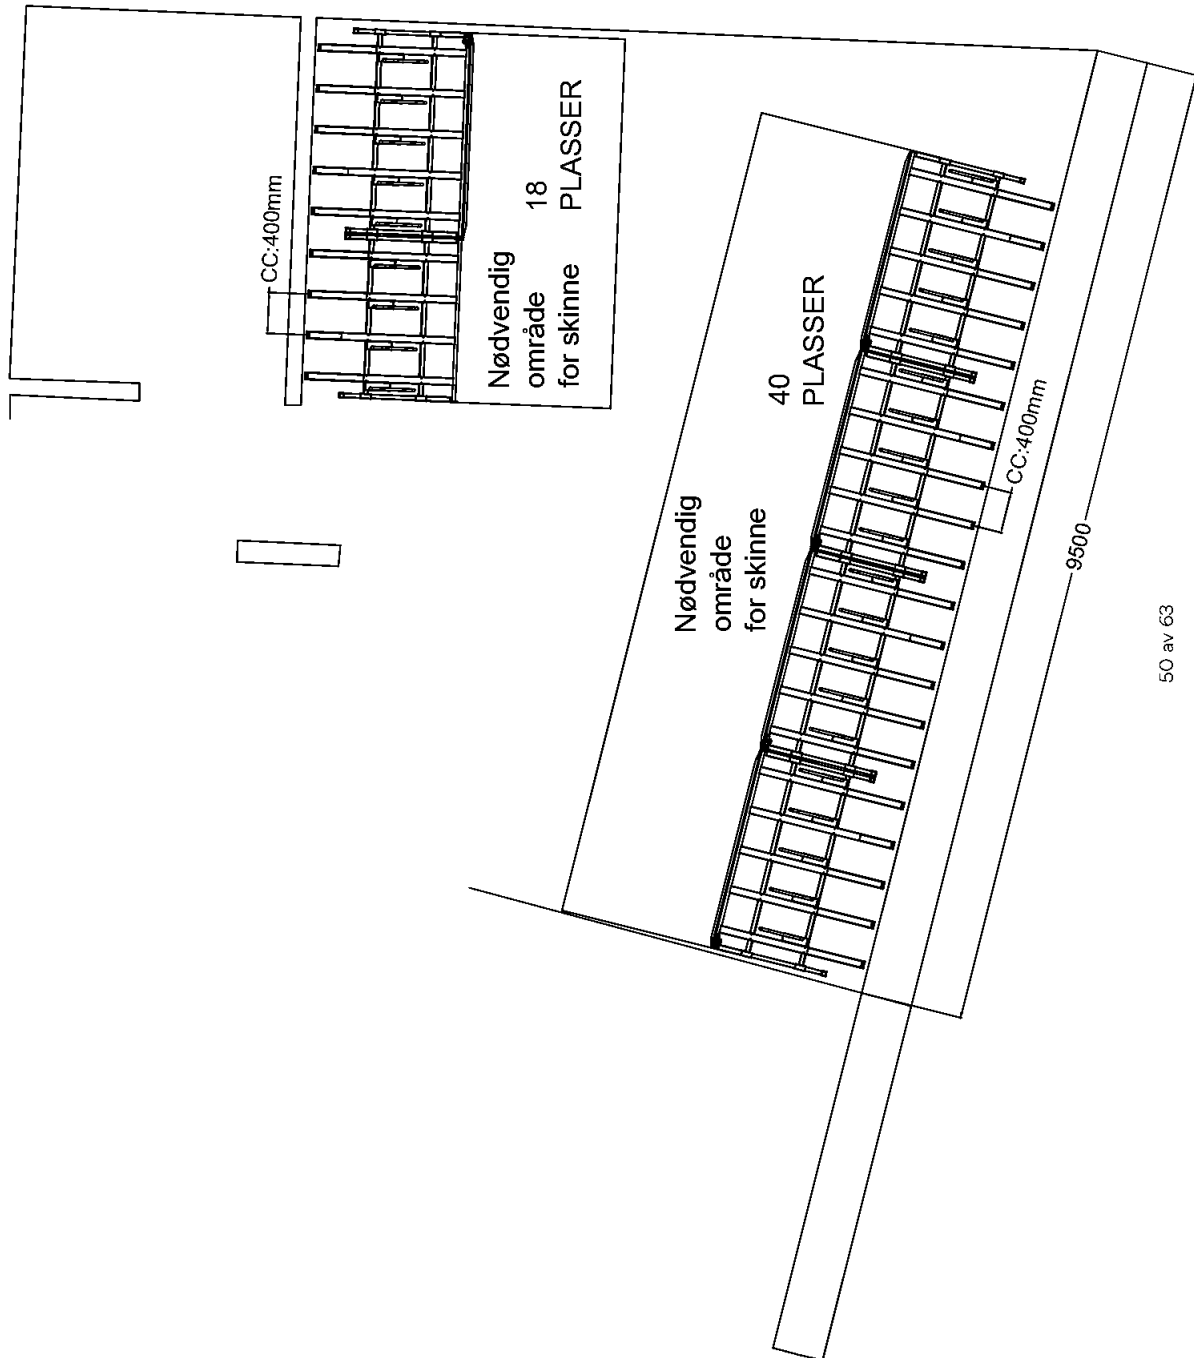 CC:400mm
18
PLASSER
Nødvendig
område
for skinne
40
PLASSER
Nødvendig
område
for skinne
CC:400mm
9500
50 av 63